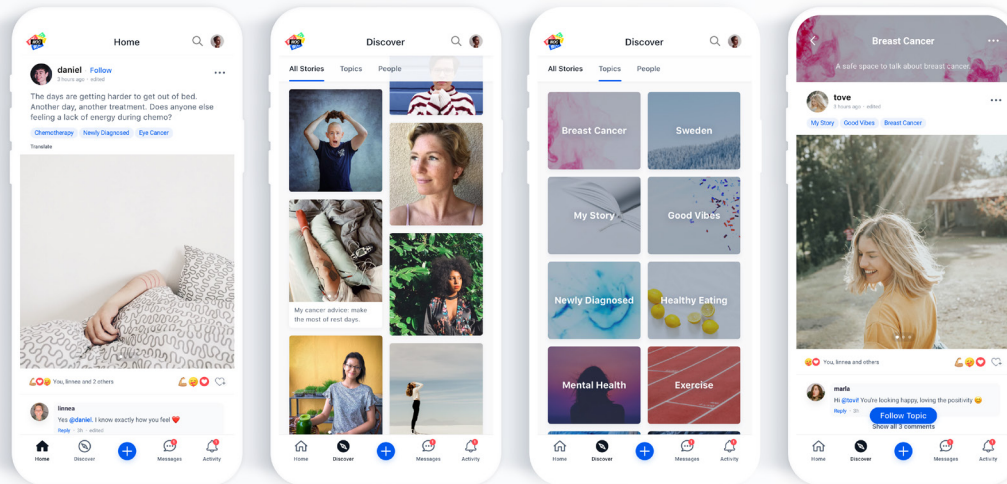 Home
daniel Follow
3 hours ago · edited
The days are getting harder to get out of bed.
Another day, another treatment. Does anyone else
feeling a lack of energy during chemo?
Chemotherapy Newly Diagnosed Eye Cancer
Translate
You, linnea and 2 others
linnea
Yes @daniel. I know exactly how you feel ❤️
Reply · 9h · edited
Home Discover Messages Activity
Discover
All Stories Topics People
My cancer advice: make
the most of rest days.
Home Discover Messages Activity
Discover
All Stories Topics People
Breast Cancer Sweden
My Story Good Vibes
Newly Diagnosed Healthy Eating
Mental Health Exercise
Home Discover Messages Activity
Breast Cancer
A safe space to talk about breast cancer.
tove
3 hours ago · edited
My Story Good Vibes Breast Cancer
You, linnea and others
marla
Hi @tovi! You're looking happy, loving the positivity 😊
Reply · 9h
Follow Topic
Show all 3 comments
Home Discover Messages Activity